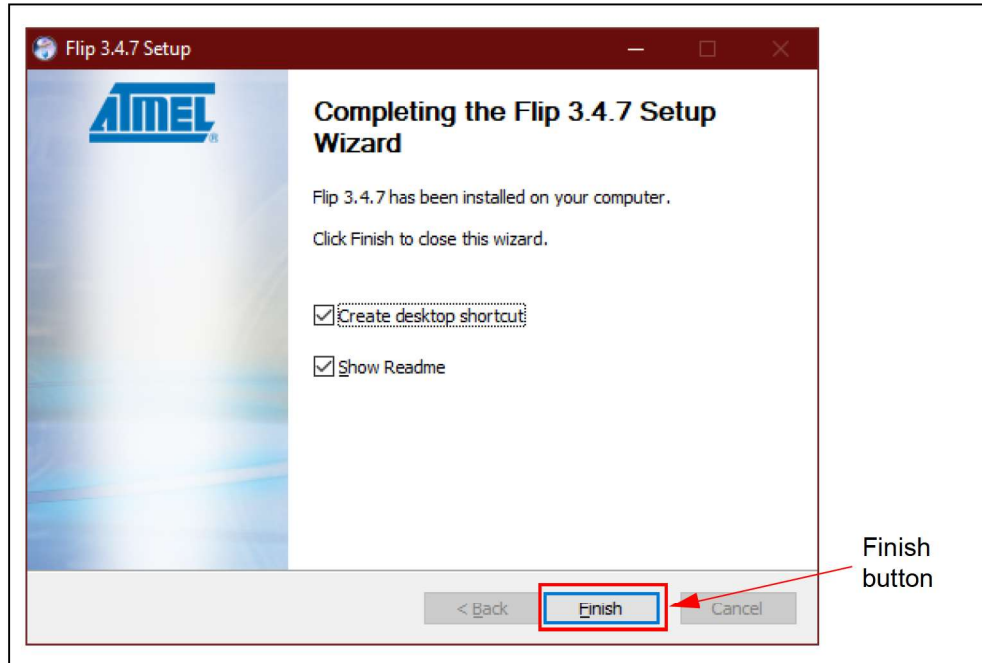 Flip 3.4.7 Setup
ATMEL
®
Completing the Flip 3.4.7 Setup
Wizard
Flip 3.4.7 has been installed on your computer.
Click Finish to close this wizard.
Create desktop shortcut
Show Readme
Finish
button
< Back
Finish
Cancel